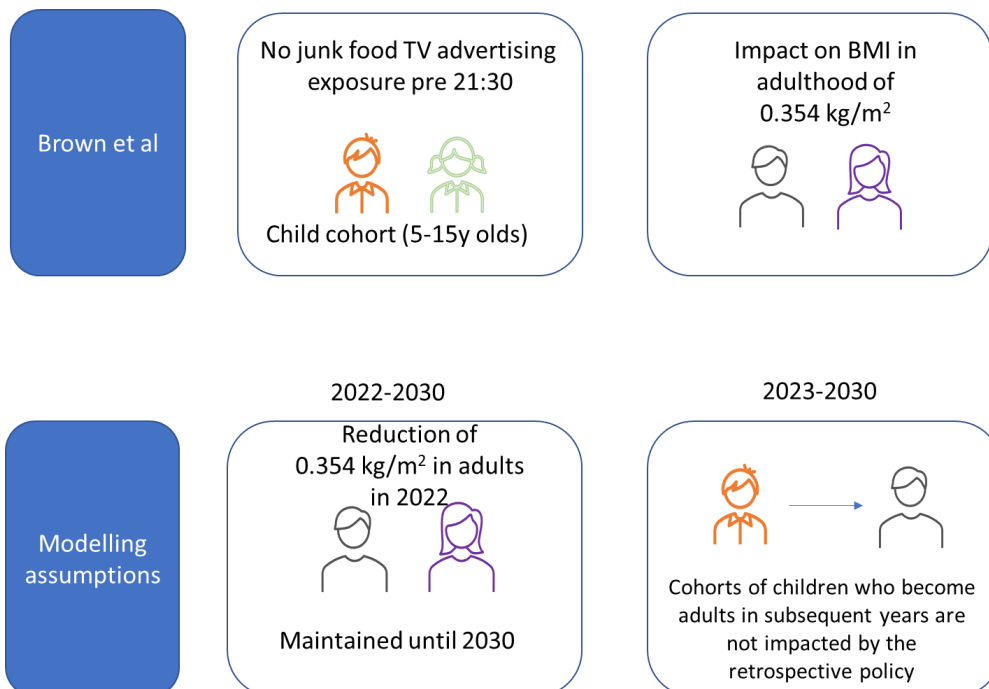 Brown et al
No junk food TV advertising
exposure pre 21:30
Child cohort (5-15y olds)
Impact on BMI in
adulthood of
0.354 kg/m²
Modelling
assumptions
2022-2030
Reduction of
0.354 kg/m² in adults
in 2022
Maintained until 2030
2023-2030
Cohorts of children who become
adults in subsequent years are
not impacted by the
retrospective policy